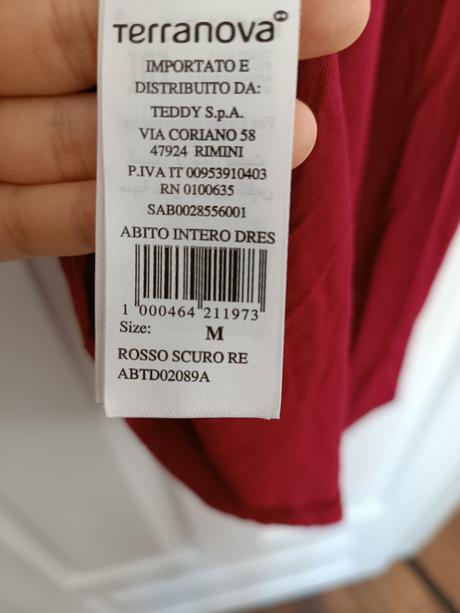 Terranova
IMPORTATO E
DISTRIBUITO DA:
TEDDY S.p.A.
VIA CORIANO 58
47924 RIMINI
P.IVA IT 00953910403
RN 0100635
SAB0028556001
ABITO INTERO DRES
1 000464 211973
Size: M
ROSSO SCURO RE
ABTD02089A